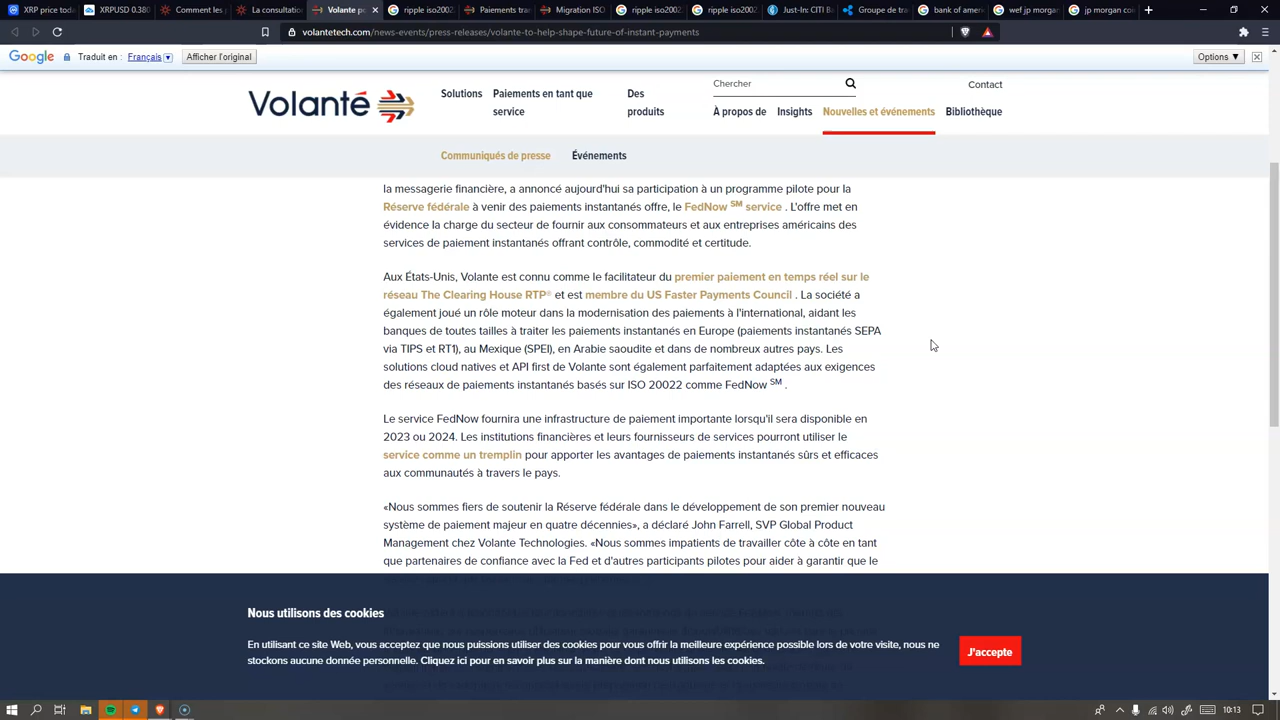 XRP price toda
XRPUSD 0.380
Comment les p
La consultation
Volante po
ripple iso2002
Paiements tran
Migration ISO
ripple iso2002
ripple iso2002
Just-In: CITI BA
Groupe de tra
bank of ameri
wef jp morgan
jp morgan con
volantetech.com/news-events/press-releases/volante-to-help-shape-future-of-instant-payments
Google Traduit en : Français Afficher l'original Options ▼
Chercher
Contact
Volanté
Solutions
Paiements en tant que
service
Des
produits
À propos de
Insights
Nouvelles et événements
Bibliothèque
Communiqués de presse
Événements
la messagerie financière, a annoncé aujourd'hui sa participation à un programme pilote pour la
Réserve fédérale à venir des paiements instantanés offre, le FedNow SM service . L'offre met en
évidence la charge du secteur de fournir aux consommateurs et aux entreprises américains des
services de paiement instantanés offrant contrôle, commodité et certitude.
Aux États-Unis, Volante est connu comme le facilitateur du premier paiement en temps réel sur le
réseau The Clearing House RTP® et est membre du US Faster Payments Council . La société a
également joué un rôle moteur dans la modernisation des paiements à l'international, aidant les
banques de toutes tailles à traiter les paiements instantanés en Europe (paiements instantanés SEPA
via TIPS et RT1), au Mexique (SPEI), en Arabie saoudite et dans de nombreux autres pays. Les
solutions cloud natives et API first de Volante sont également parfaitement adaptées aux exigences
des réseaux de paiements instantanés basés sur ISO 20022 comme FedNow SM .
Le service FedNow fournira une infrastructure de paiement importante lorsqu'il sera disponible en
2023 ou 2024. Les institutions financières et leurs fournisseurs de services pourront utiliser le
service comme un tremplin pour apporter les avantages de paiements instantanés sûrs et efficaces
aux communautés à travers le pays.
«Nous sommes fiers de soutenir la Réserve fédérale dans le développement de son premier nouveau
système de paiement majeur en quatre décennies», a déclaré John Farrell, SVP Global Product
Management chez Volante Technologies. «Nous sommes impatients de travailler côte à côte en tant
que partenaires de confiance avec la Fed et d'autres participants pilotes pour aider à garantir que le
Nous utilisons des cookies
En utilisant ce site Web, vous acceptez que nous puissions utiliser des cookies pour vous offrir la meilleure expérience possible lors de votre visite, nous ne
stockons aucune donnée personnelle. Cliquez ici pour en savoir plus sur la manière dont nous utilisons les cookies.
J'accepte
10:13